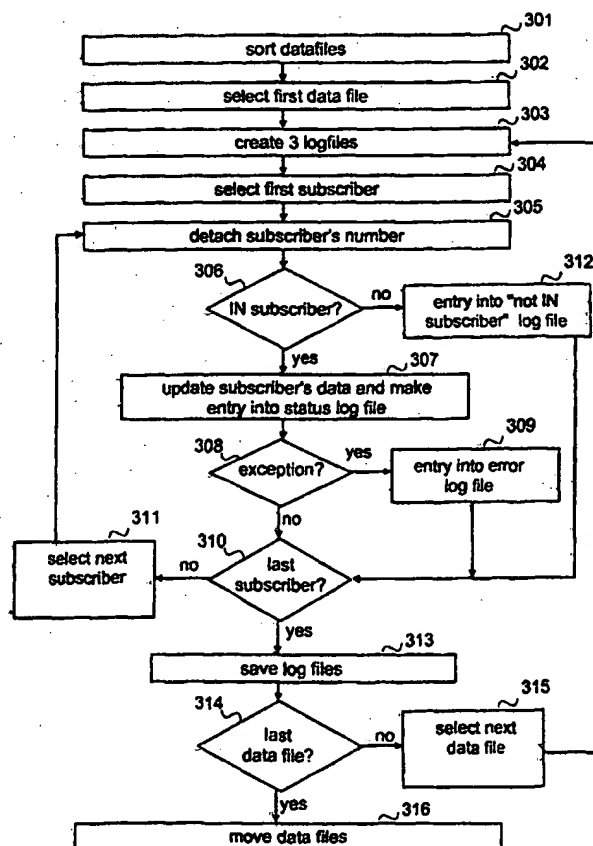 301
sort datafiles
302
select first data file
303
create 3 logfiles
304
select first subscriber
305
detach subscriber's number
306
IN subscriber?
no
312
entry into "not IN
subscriber" log file
yes
307
update subscriber's data and make
entry into status log file
308
exception?
yes
309
entry into error
log file
no
310
last
subscriber?
no
311
select next
subscriber
yes
313
save log files
314
last
data file?
no
315
select next
data file
yes
316
move data files